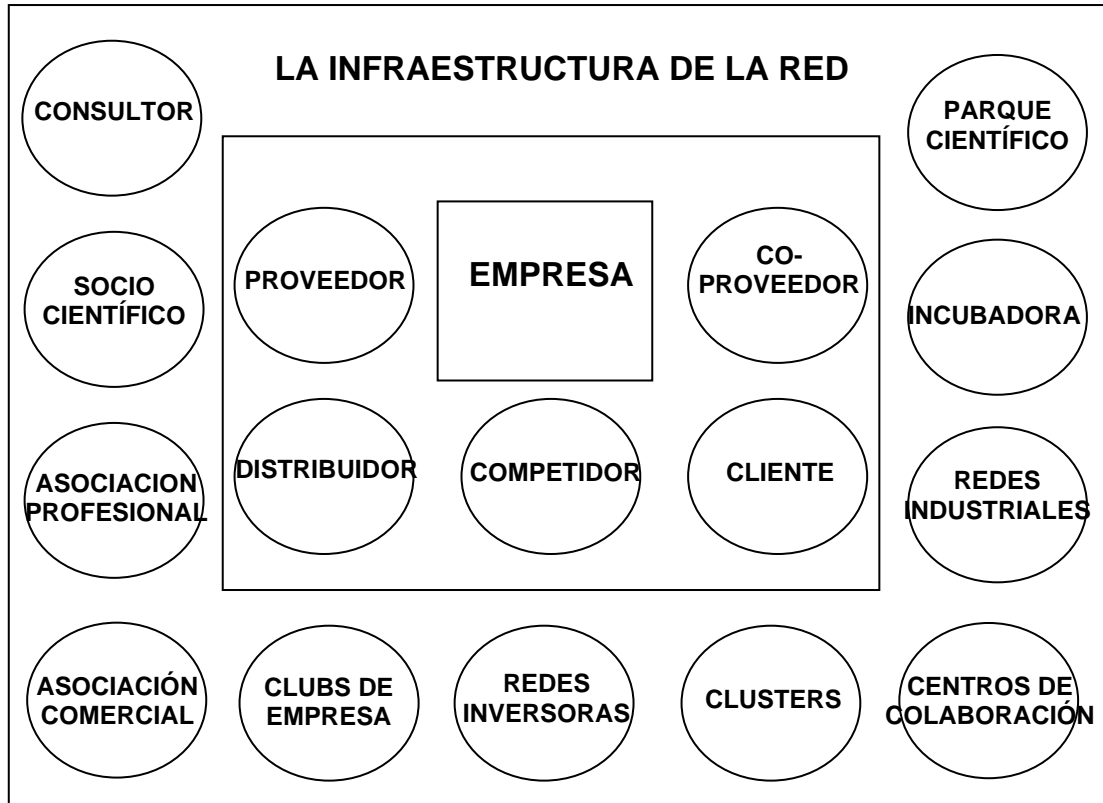 LA INFRAESTRUCTURA DE LA RED
CONSULTOR
PARQUE
CIENTÍFICO
PROVEEDOR
EMPRESA
CO-
PROVEEDOR
SOCIO
CIENTÍFICO
INCUBADORA
DISTRIBUIDOR
COMPETIDOR
CLIENTE
ASOCIACION
PROFESIONAL
REDES
INDUSTRIALES
ASOCIACIÓN
COMERCIAL
CLUBS DE
EMPRESA
REDES
INVERSORAS
CLUSTERS
CENTROS DE
COLABORACIÓN